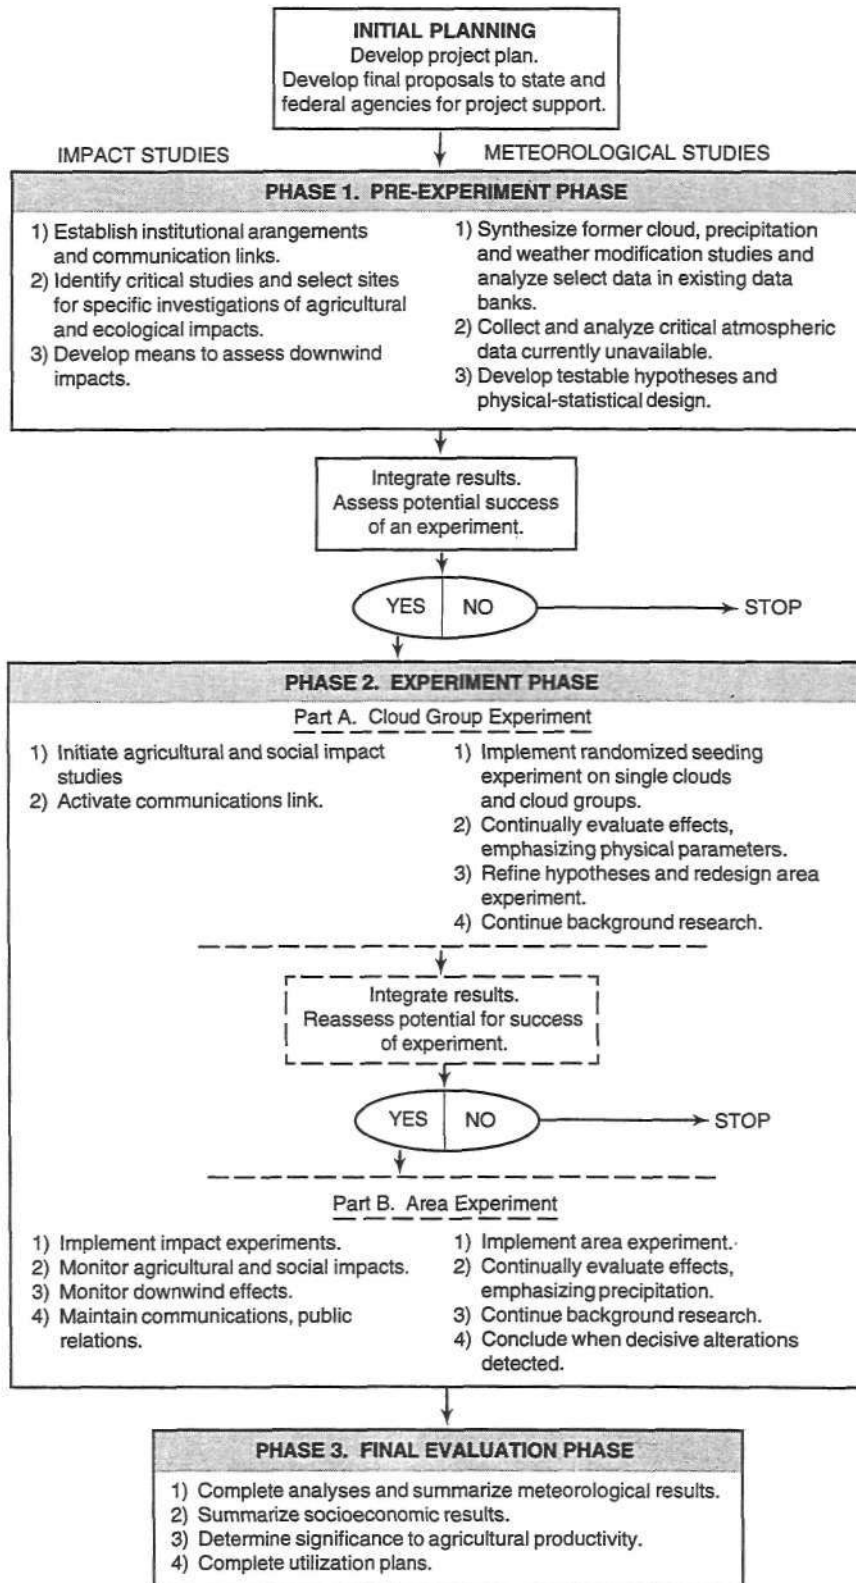 INITIAL PLANNING
Develop project plan.
Develop final proposals to state and
federal agencies for project support.
IMPACT STUDIES
METEOROLOGICAL STUDIES
PHASE 1. PRE-EXPERIMENT PHASE
1) Establish institutional arangements
and communication links.
2) Identify critical studies and select sites
for specific investigations of agricultural
and ecological impacts.
3) Develop means to assess downwind
impacts.
1) Synthesize former cloud, precipitation
and weather modification studies and
analyze select data in existing data
banks.
2) Collect and analyze critical atmospheric
data currently unavailable.
3) Develop testable hypotheses and
physical-statistical design.
Integrate results.
Assess potential success
of an experiment.
YES
NO
STOP
PHASE 2. EXPERIMENT PHASE
Part A. Cloud Group Experiment
1) Initiate agricultural and social impact
studies
2) Activate communications link.
1) Implement randomized seeding
experiment on single clouds
and cloud groups.
2) Continually evaluate effects,
emphasizing physical parameters.
3) Refine hypotheses and redesign area
experiment.
4) Continue background research.
Integrate results.
Reassess potential for success
of experiment.
YES
NO
STOP
Part B. Area Experiment
1) Implement impact experiments.
2) Monitor agricultural and social impacts.
3) Monitor downwind effects.
4) Maintain communications, public
relations.
1) Implement area experiment.
2) Continually evaluate effects,
emphasizing precipitation.
3) Continue background research.
4) Conclude when decisive alterations
detected.
PHASE 3. FINAL EVALUATION PHASE
1) Complete analyses and summarize meteorological results.
2) Summarize socioeconomic results.
3) Determine significance to agricultural productivity.
4) Complete utilization plans.